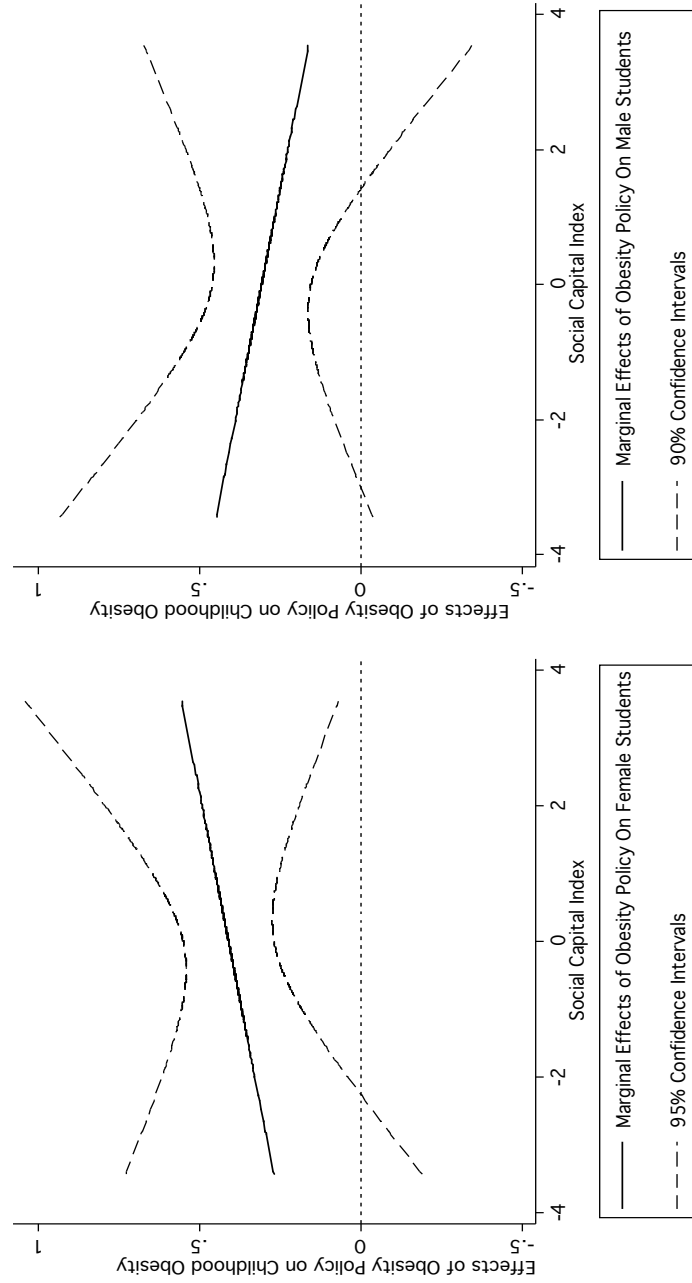 Effects of Obesity Policy on Childhood Obesity
1
.5
0
-.5
-4
-2
0
2
4
Social Capital Index
Marginal Effects of Obesity Policy On Female Students
95% Confidence Intervals
Effects of Obesity Policy on Childhood Obesity
1
.5
0
-.5
-4
-2
0
2
4
Social Capital Index
Marginal Effects of Obesity Policy On Male Students
90% Confidence Intervals